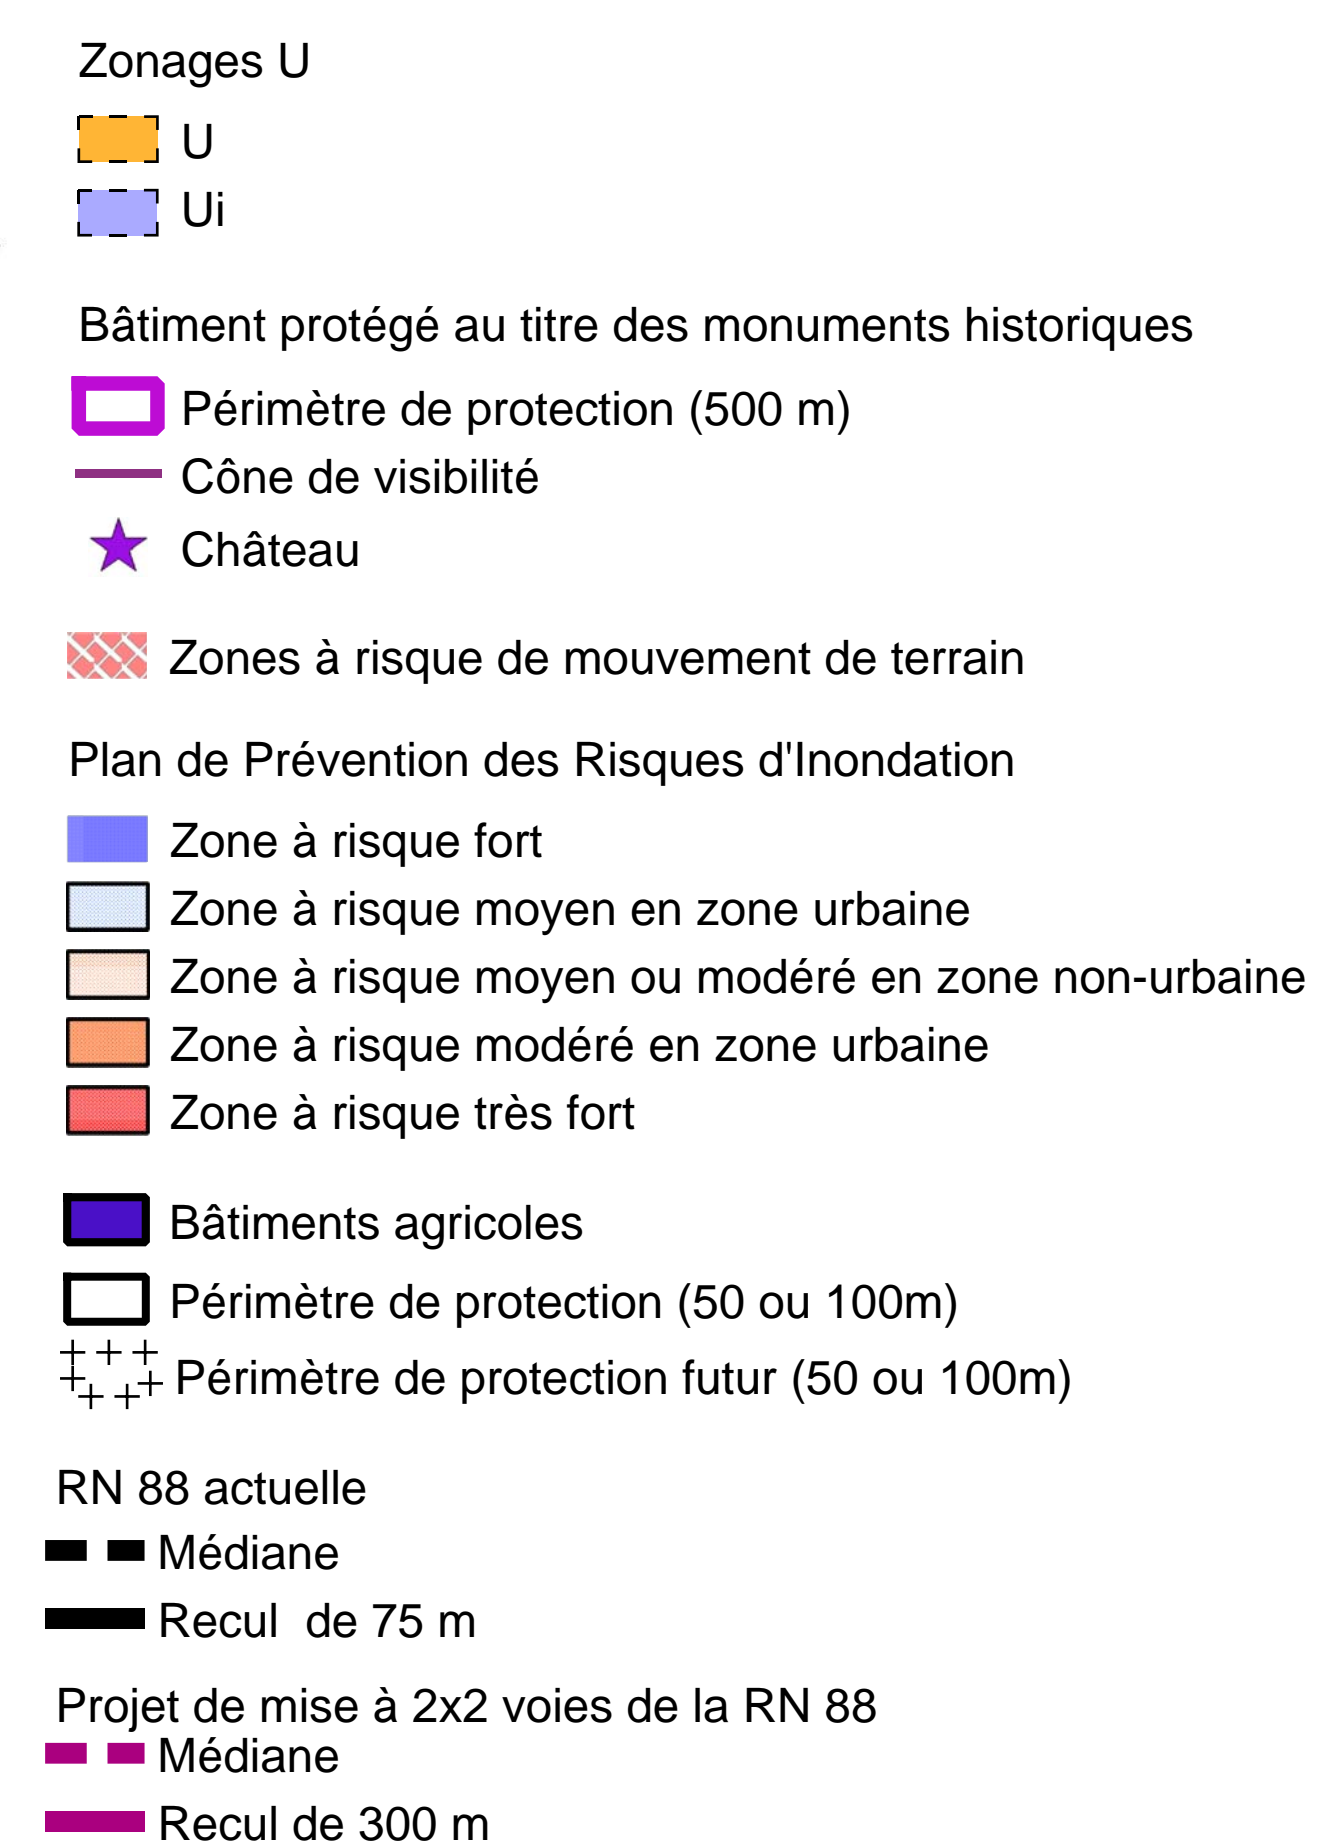 Zonages U
U
Ui
Bâtiment protégé au titre des monuments historiques
Périmètre de protection (500 m)
Cône de visibilité
Château
Zones à risque de mouvement de terrain
Plan de Prévention des Risques d'Inondation
Zone à risque fort
Zone à risque moyen en zone urbaine
Zone à risque moyen ou modéré en zone non-urbaine
Zone à risque modéré en zone urbaine
Zone à risque très fort
Bâtiments agricoles
Périmètre de protection (50 ou 100m)
Périmètre de protection futur (50 ou 100m)
RN 88 actuelle
Médiane
Recul  de 75 m
Projet de mise à 2x2 voies de la RN 88
Médiane
Recul de 300 m